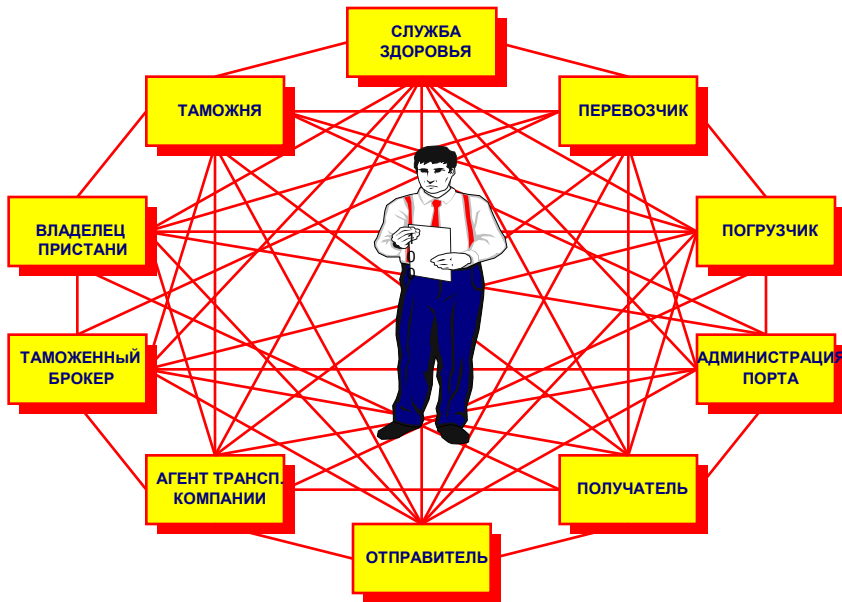 СЛУЖБА
ЗДОРОВЬЯ
ТАМОЖНЯ
ПЕРЕВОЗЧИК
ВЛАДЕЛЕЦ
ПРИСТАНИ
ПОГРУЗЧИК
ТАМОЖЕННыЙ
БРОКЕР
АДМИНИСТРАЦИЯ
ПОРТА
АГЕНТ ТРАНСП.
КОМПАНИИ
ПОЛУЧАТЕЛЬ
ОТПРАВИТЕЛЬ